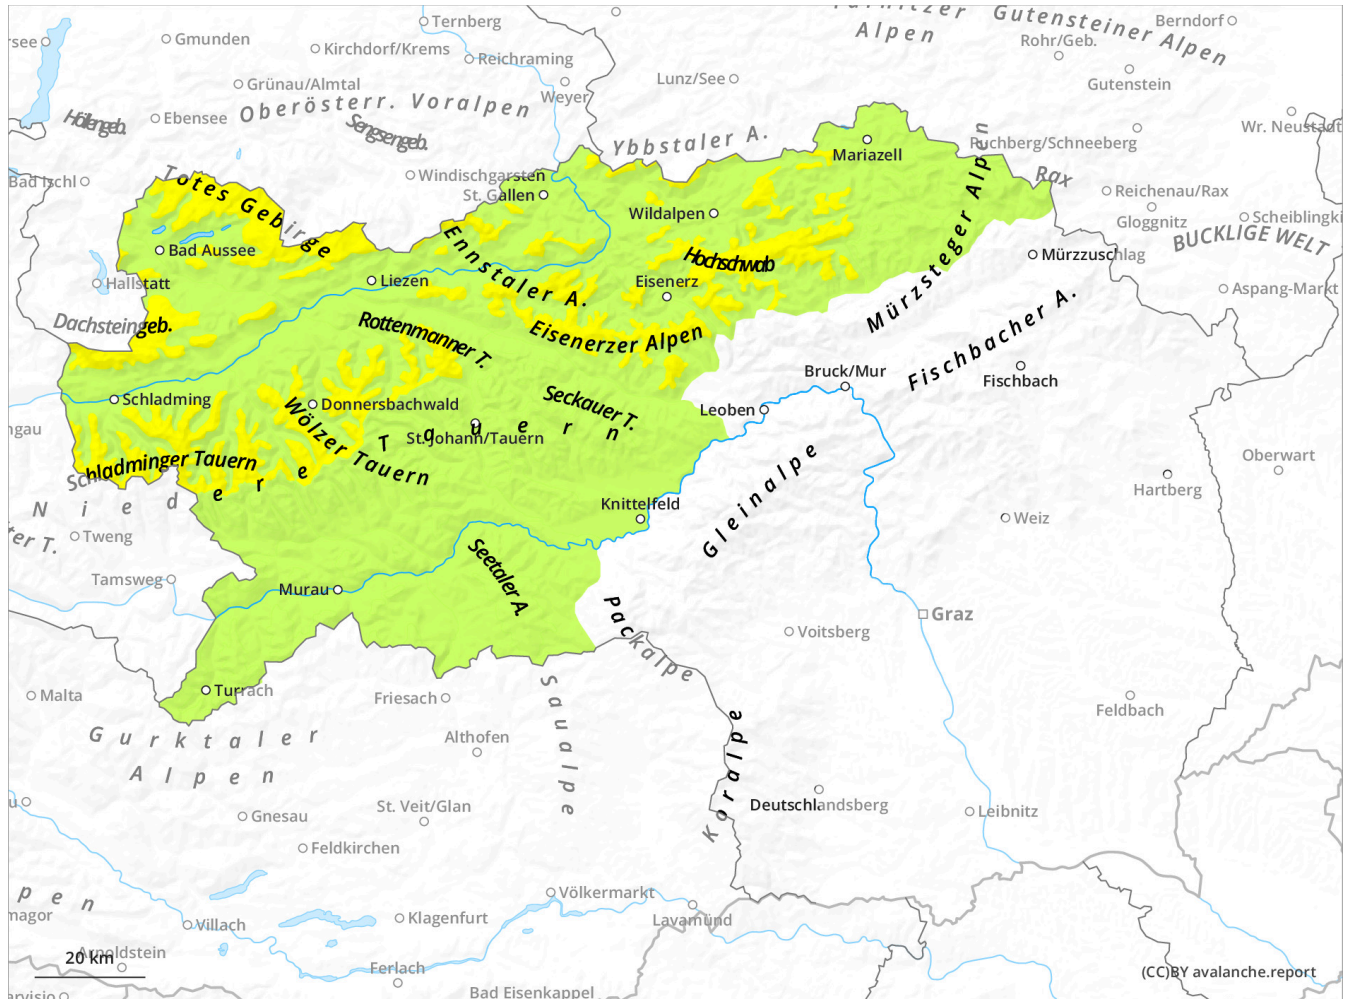 Ternberg
Gutensteiner Alpen
Alpen
Berndorf
Gmunden
Kirchdorf/Krems
Reichraming
Rohr/Geb.
Grünau/Almtal
Lunz/See
Gutenstein
Weyer
Oberösterr. Voralpen
Höllengeb.
Ebensee
Sengsengeb.
Ybbstaler A.
Wr. Neustadt
Puchberg/Schneeberg
Mariazell
Bad Ischl
Totes Gebirge
Windischgarsten
St. Gallen
Rax
Reichenau/Rax
Wildalpen
Gloggnitz
Scheiblingki
BUCKLIGE WELT
Bad Aussee
Ennstaler A.
Hochschwab
Mürzsteger Alpen
Mürzzuschlag
Hallstatt
Liezen
Eisenerz
Aspang-Markt
Dachsteingeb.
Rottenmanner T.
Eisenerzer Alpen
Fischbacher A.
Bruck/Mur
Fischbach
Schladming
Donnersbachwald
Seckauer T.
Leoben
ngau
Wölzer Tauern
St. Johann/Tauern
Schladminger Tauern
Niedere Tauern
Gleinalpe
Oberwart
Hartberg
Knittelfeld
Weiz
ter T.
Tweng
Seetaler A.
Tamsweg
Murau
Packalpe
Graz
Voitsberg
Malta
Turrach
Friesach
Saualpe
Feldbach
Gurktaler
Alpen
Althofen
Koralpe
Deutschlandsberg
Leibnitz
St. Veit/Glan
Gnesau
Feldkirchen
pen
Völkermarkt
magor
Villach
Klagenfurt
Lavamünd
Arnoldstein
20 km
Ferlach
(CC)BY avalanche.report
arvisio
Bad Eisenkappel